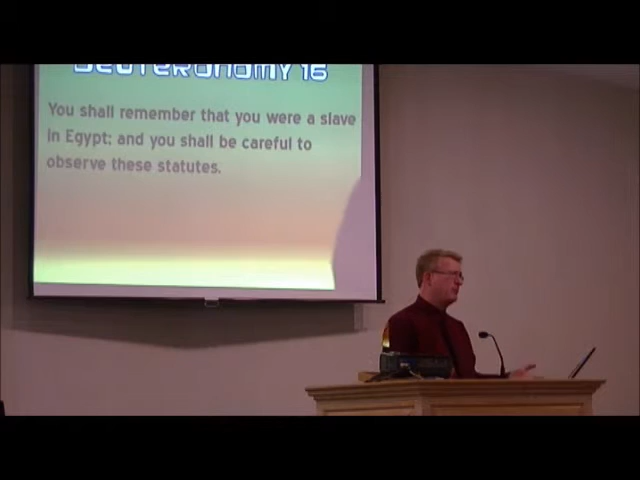 DEUTERONOMY 16
You shall remember that you were a slave
in Egypt; and you shall be careful to
observe these statutes.